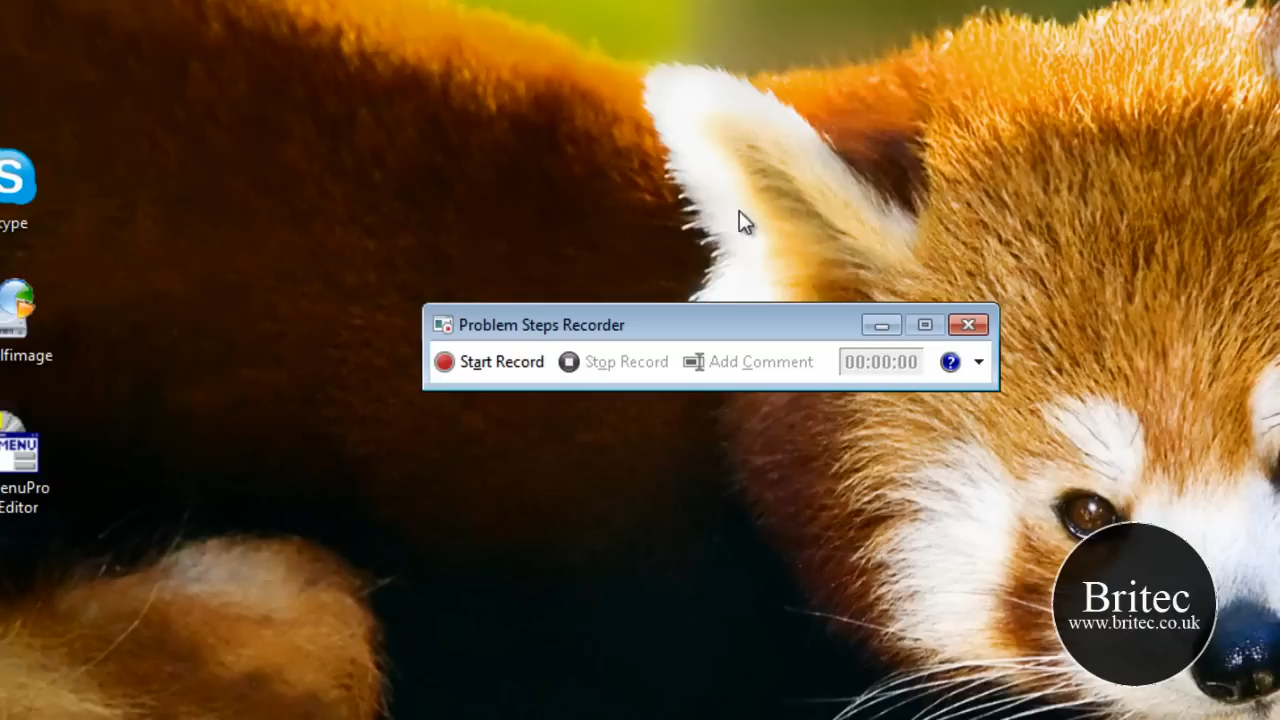 S
kype
lfimage
MENU
enuPro
Editor
Problem Steps Recorder
Start Record Stop Record Add Comment 00:00:00 ?
Britec
www.britec.co.uk